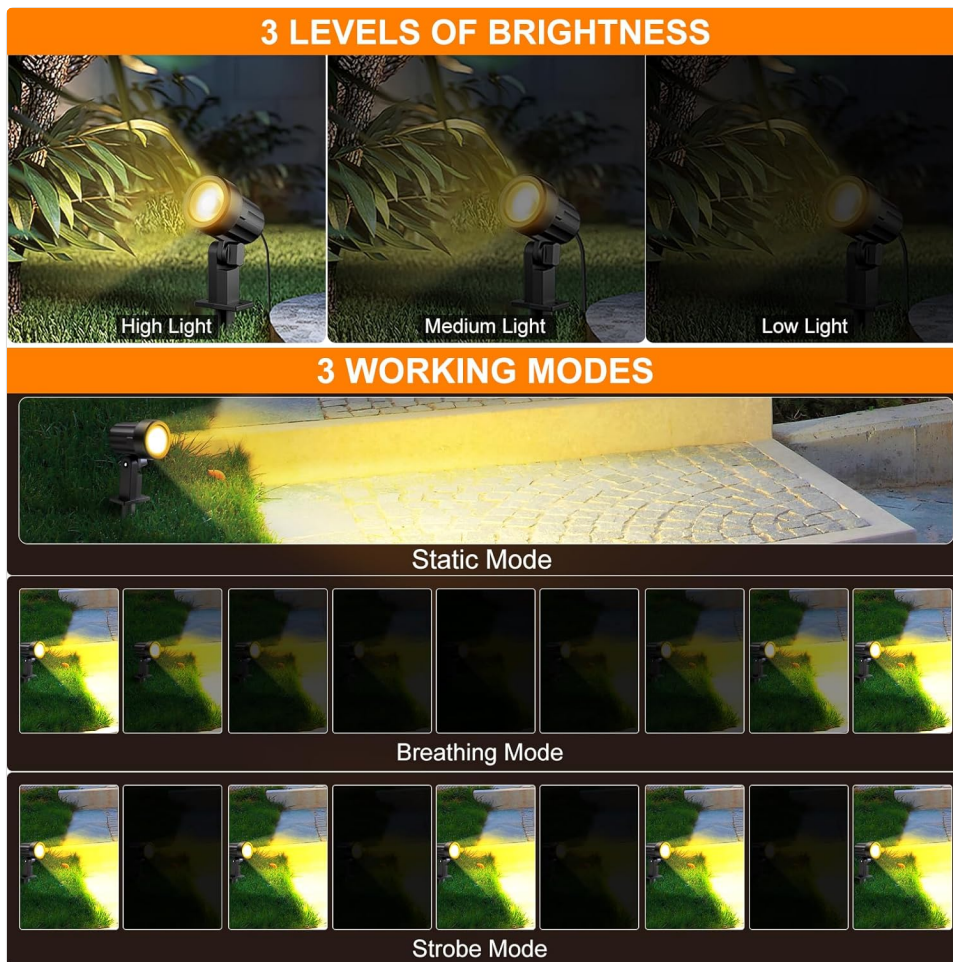 3 LEVELS OF BRIGHTNESS
High Light
Medium Light
Low Light
3 WORKING MODES
Static Mode
Breathing Mode
Strobe Mode